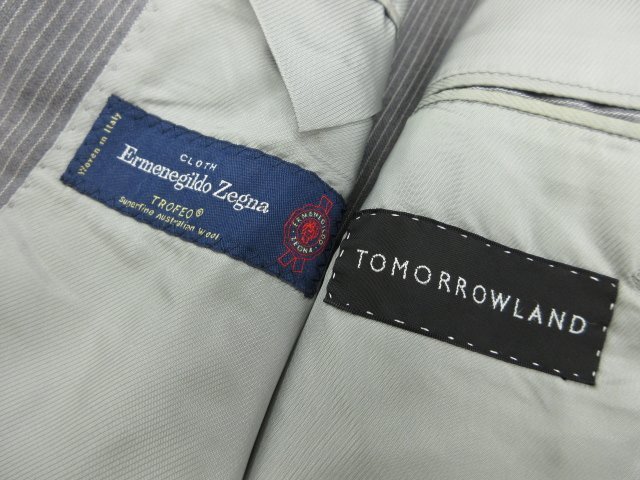 Woven in Italy
CLOTH
Ermenegildo Zegna
TROFEO®
Superfine Australian Wool
ERMENEGILDO
ZEGNA
TOMORROWLAND